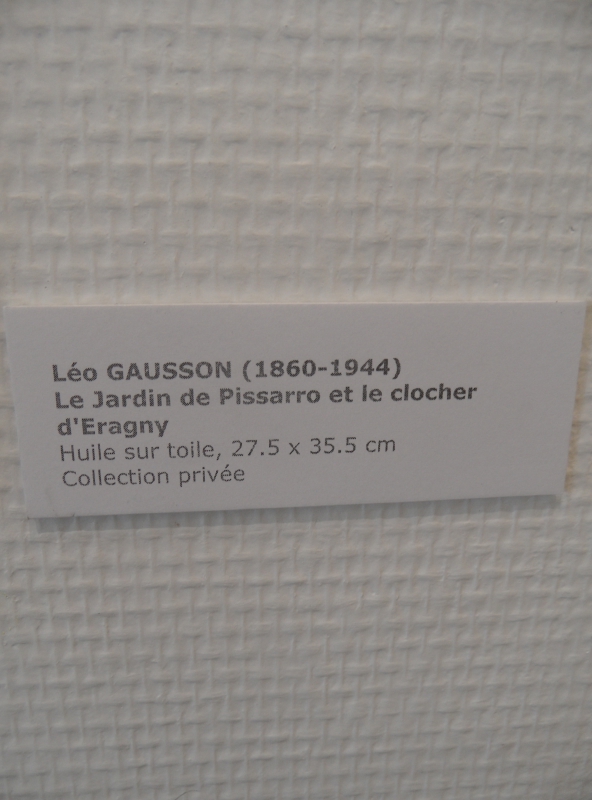 Léo GAUSSON (1860-1944)
Le Jardin de Pissarro et le clocher
d'Eragny
Huile sur toile, 27.5 x 35.5 cm
Collection privée